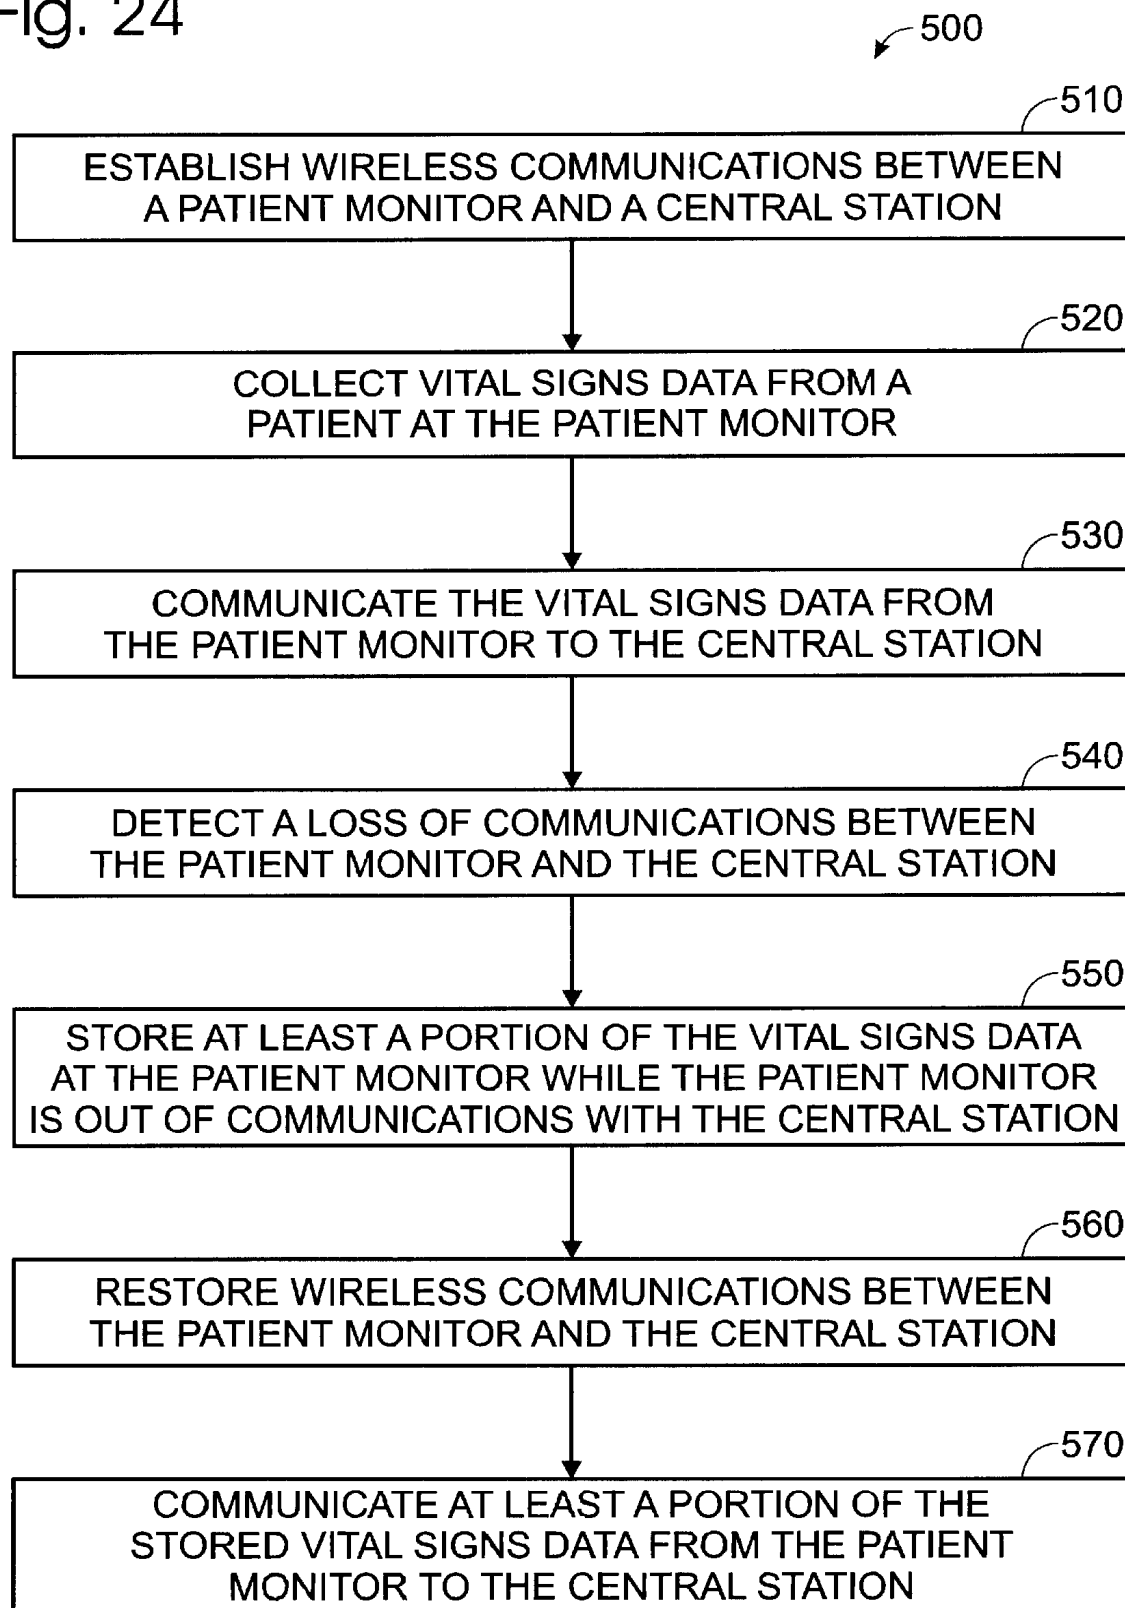 Fig. 24
500
510
ESTABLISH WIRELESS COMMUNICATIONS BETWEEN
A PATIENT MONITOR AND A CENTRAL STATION
520
COLLECT VITAL SIGNS DATA FROM A
PATIENT AT THE PATIENT MONITOR
530
COMMUNICATE THE VITAL SIGNS DATA FROM
THE PATIENT MONITOR TO THE CENTRAL STATION
540
DETECT A LOSS OF COMMUNICATIONS BETWEEN
THE PATIENT MONITOR AND THE CENTRAL STATION
550
STORE AT LEAST A PORTION OF THE VITAL SIGNS DATA
AT THE PATIENT MONITOR WHILE THE PATIENT MONITOR
IS OUT OF COMMUNICATIONS WITH THE CENTRAL STATION
560
RESTORE WIRELESS COMMUNICATIONS BETWEEN
THE PATIENT MONITOR AND THE CENTRAL STATION
570
COMMUNICATE AT LEAST A PORTION OF THE
STORED VITAL SIGNS DATA FROM THE PATIENT
MONITOR TO THE CENTRAL STATION